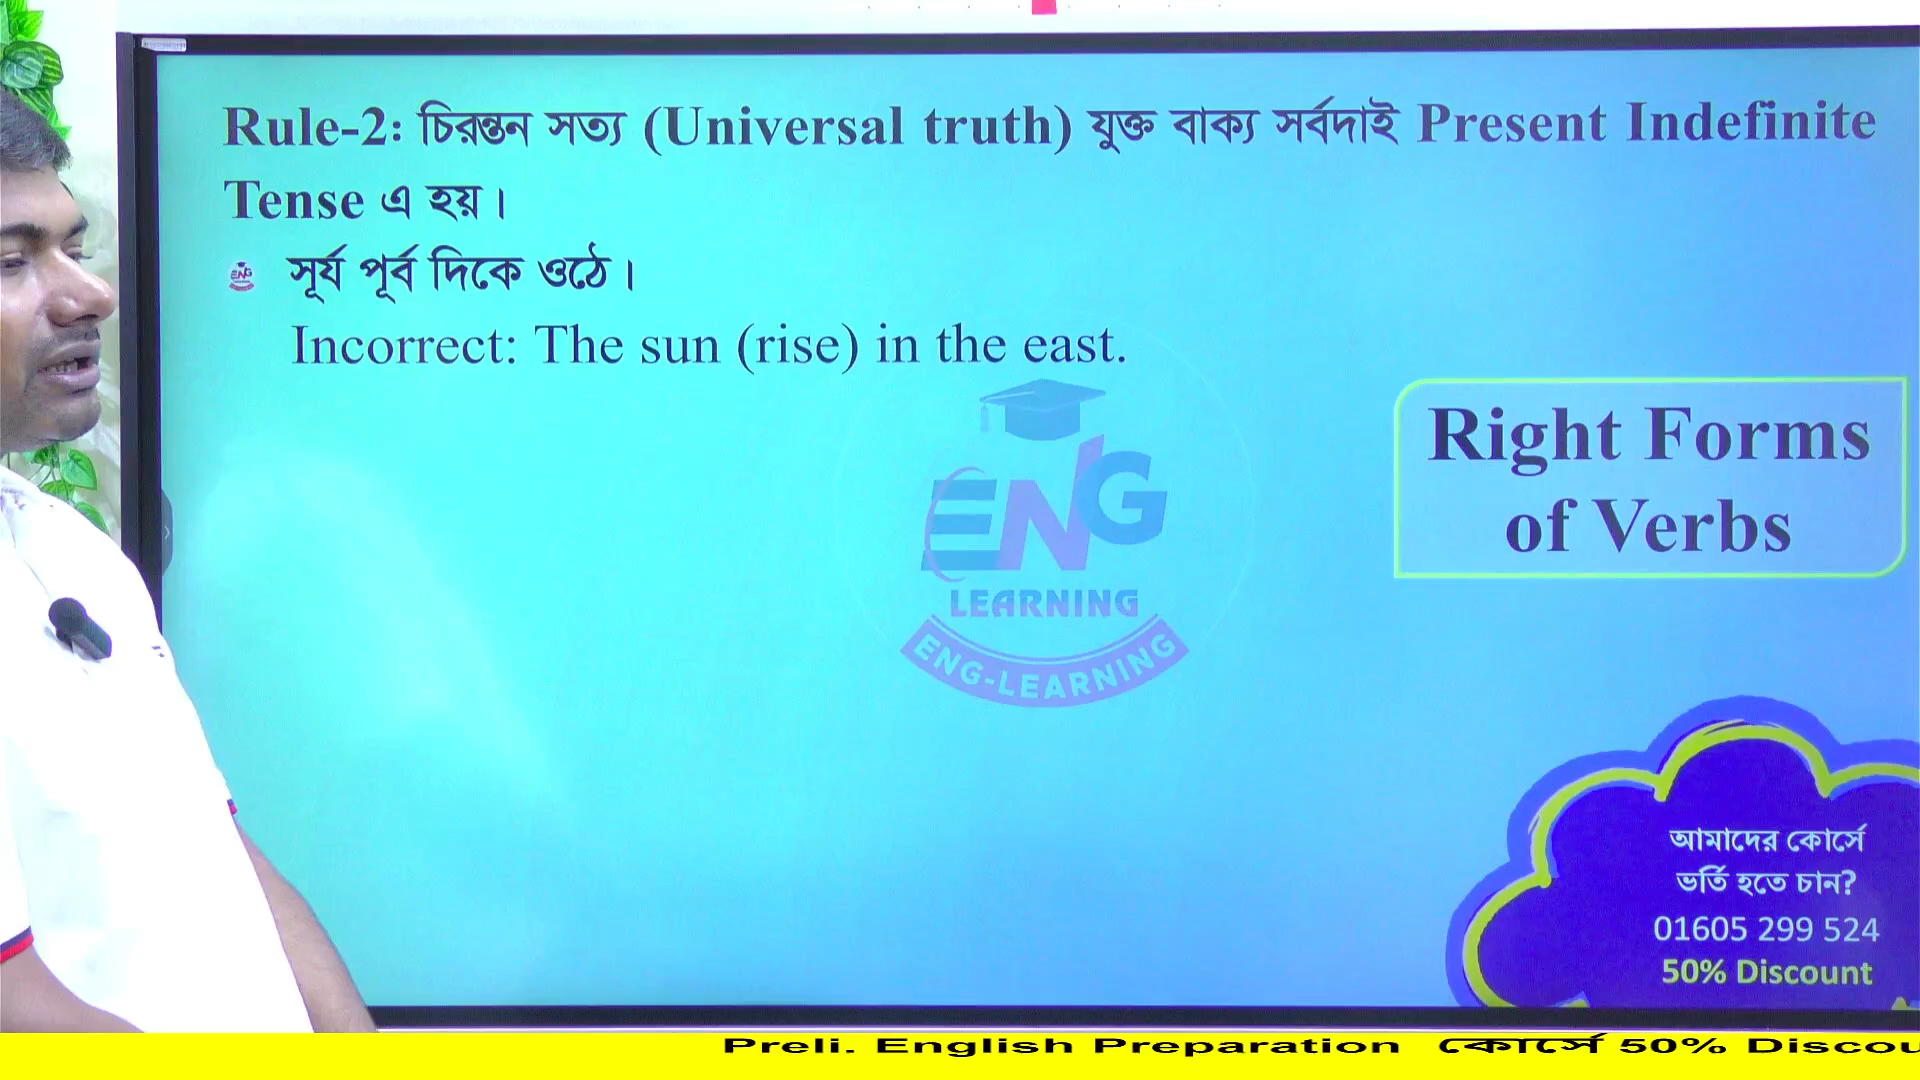 Rule-2: চিরন্তন সত্য (Universal truth) যুক্ত বাক্য সর্বদাই Present Indefinite
Tense এ হয়।
সূর্য পূর্ব দিকে ওঠে।
Incorrect: The sun (rise) in the east.
Right Forms
of Verbs
ENG
LEARNING
ENG-LEARNING
আমাদের কোর্সে
ভর্তি হতে চান?
01605 299 524
50% Discount
Preli. English Preparation কোর্সে 50% Discou